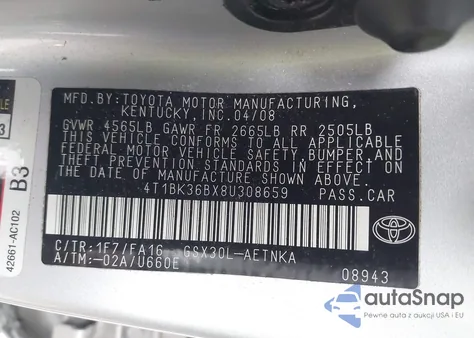 MFD. BY: TOYOTA MOTOR MANUFACTURING,
KENTUCKY, INC. 04/08
GVWR 4565LB GAWR FR 2665LB RR 2505LB
THIS VEHICLE CONFORMS TO ALL APPLICABLE
FEDERAL MOTOR VEHICLE SAFETY, BUMPER, AND
THEFT PREVENTION STANDARDS IN EFFECT ON
THE DATE OF MANUFACTURE SHOWN ABOVE.
4T1BK36BX8U308659 PASS.CAR
C/TR: 1F7/FA16 GSX30L-AETNKA
A/TM: -02A/U660E
08943
TOYOTA
42661-AC102
B3
3
autoSnap
Pewne auta z aukcji USA i EU